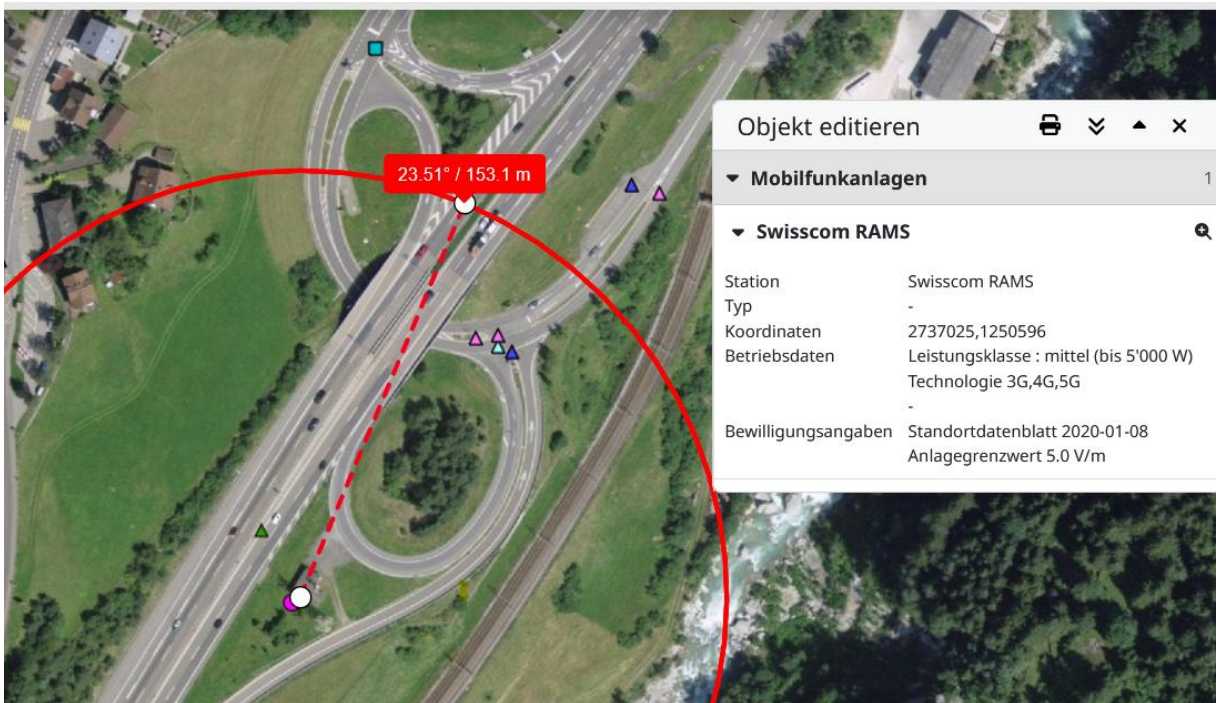 23.51° / 153.1 m
Objekt editieren
Mobilfunkanlagen 1
Swisscom RAMS
Station Swisscom RAMS
Typ -
Koordinaten 2737025,1250596
Betriebsdaten Leistungsklasse : mittel (bis 5'000 W)
Technologie 3G,4G,5G
-
Bewilligungsangaben Standortdatenblatt 2020-01-08
Anlagegrenzwert 5.0 V/m